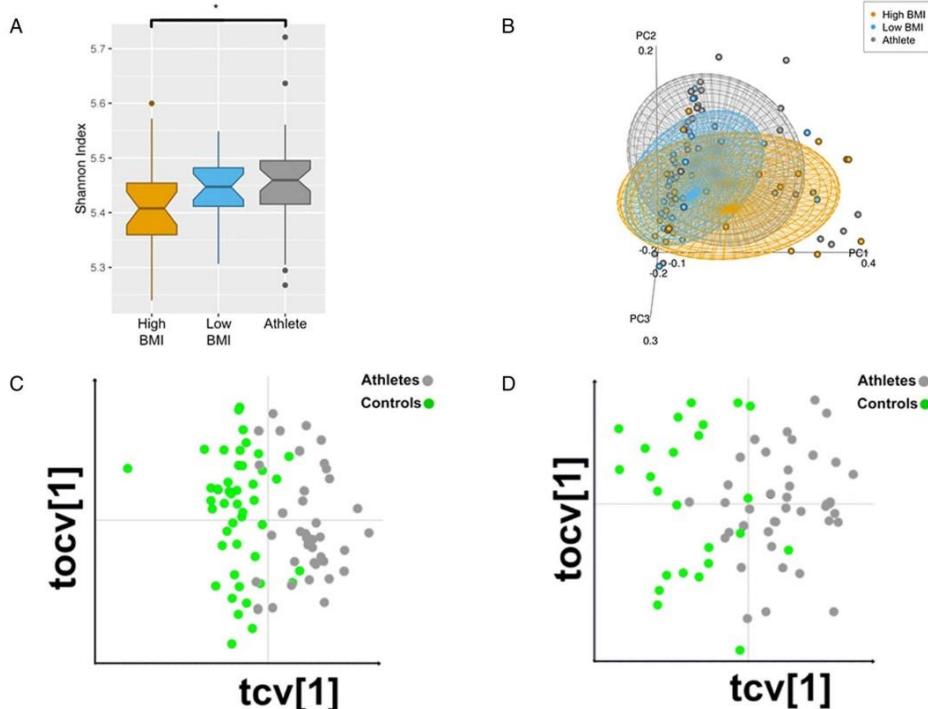 A
*
5.7
5.6
5.5
5.4
5.3
Shannon Index
High
BMI
Low
BMI
Athlete
B
High BMI
Low BMI
Athlete
PC2
0.2
-0.2
-0.2
-0.1
PC1
0.4
PC3
0.3
C
Athletes
Controls
tocv[1]
tcv[1]
D
Athletes
Controls
tocv[1]
tcv[1]